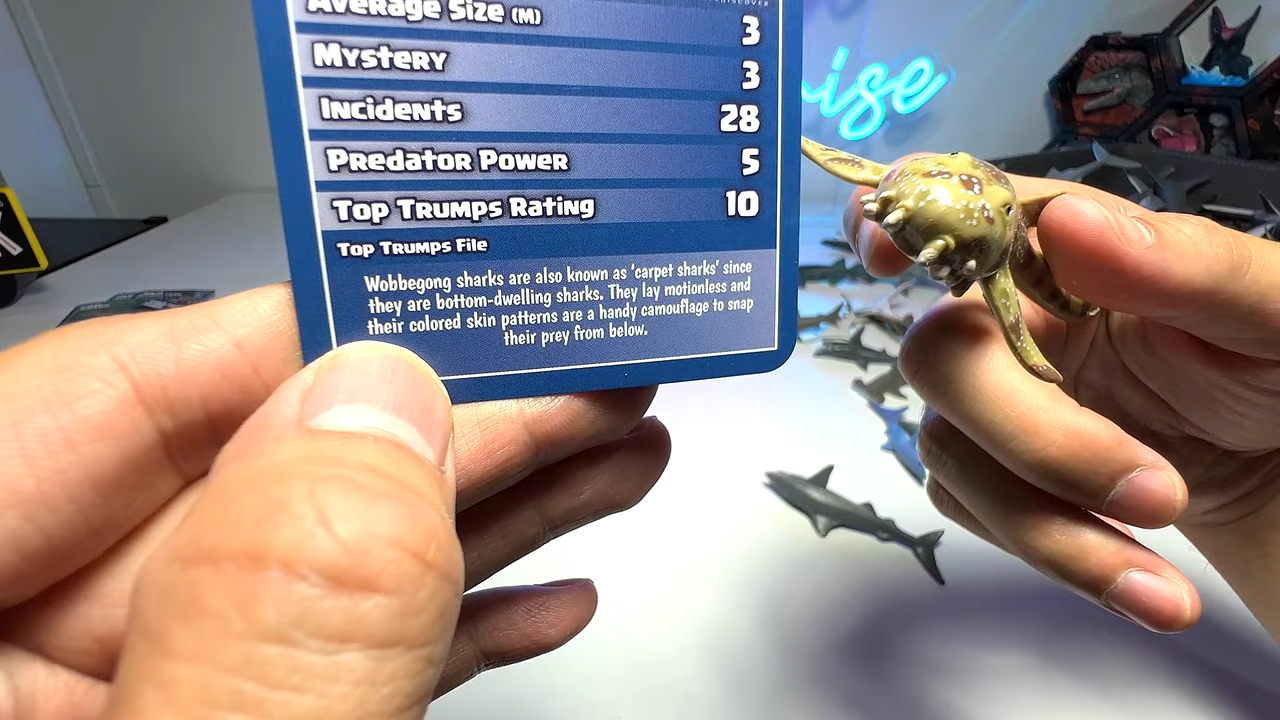 Average Size (M) 3
Mystery 3
Incidents 28
Predator Power 5
Top Trumps Rating 10
Top Trumps File
Wobbegong sharks are also known as 'carpet sharks' since
they are bottom-dwelling sharks. They lay motionless and
their colored skin patterns are a handy camouflage to snap
their prey from below.
ise